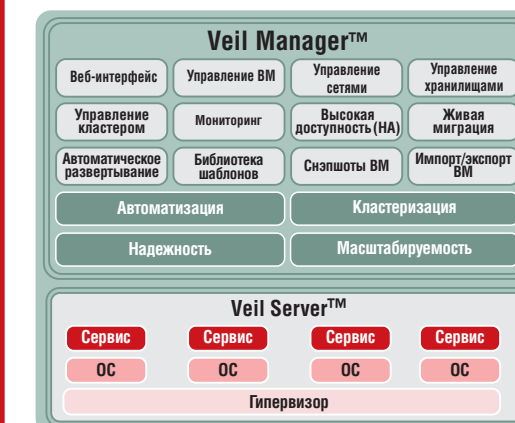 Veil Manager™
Веб-интерфейс Управление ВМ Управление сетями Управление хранилищами
Управление кластером Мониторинг Высокая доступность (НА) Живая миграция
Автоматическое развертывание Библиотека шаблонов Снэпшоты ВМ Импорт/экспорт ВМ
Автоматизация Кластеризация
Надежность Масштабируемость
Veil Server™
Сервис Сервис Сервис Сервис
ОС ОС ОС ОС
Гипервизор